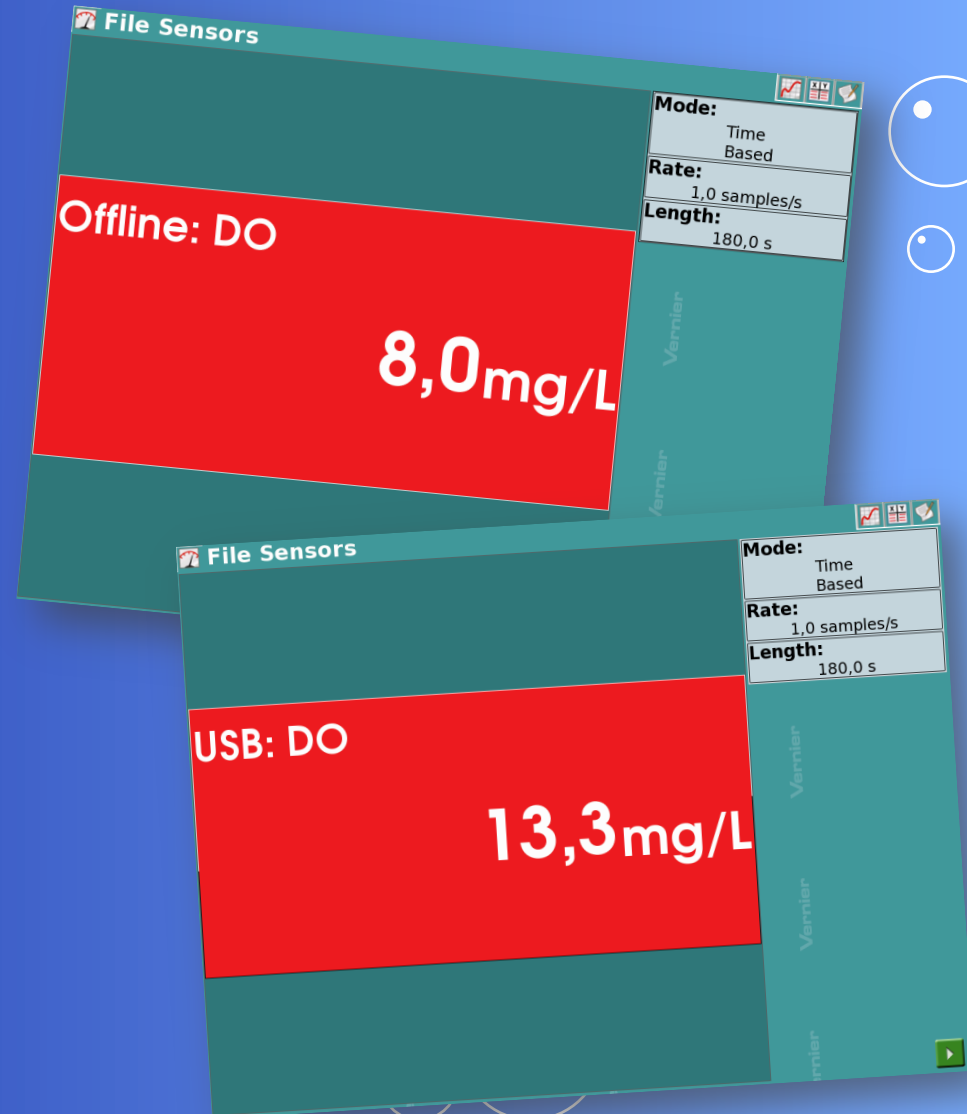 File Sensors
Mode:
Time
Based
Rate:
1,0 samples/s
Length:
180,0 s
Offline: DO
8,0mg/L
Vernier
Vernier
File Sensors
Mode:
Time
Based
Rate:
1,0 samples/s
Length:
180,0 s
USB: DO
13,3mg/L
Vernier
Vernier